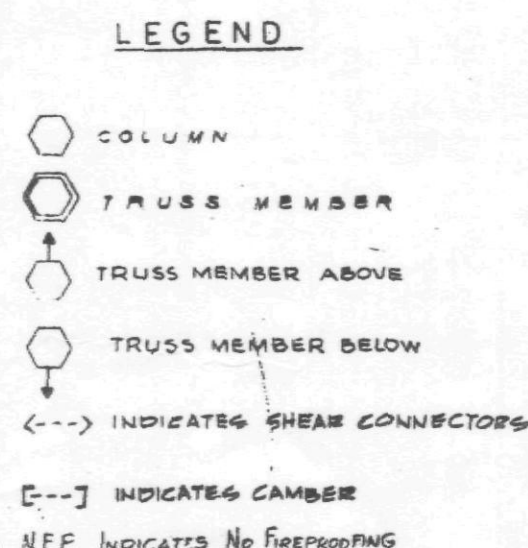 LEGEND
COLUMN
TRUSS MEMBER
TRUSS MEMBER ABOVE
TRUSS MEMBER BELOW
<---> INDICATES SHEAR CONNECTORS
[---] INDICATES CAMBER
N.F.P. INDICATES NO FIREPROOFING